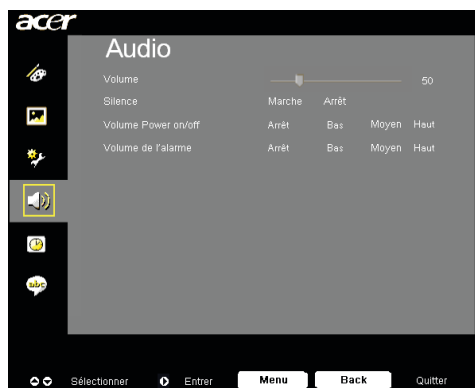 acer
Audio
Volume 50
Silence Marche Arrêt
Volume Power on/off Arrêt Bas Moyen Haut
Volume de l'alarme Arrêt Bas Moyen Haut
abc
Sélectionner Entrer Menu Back Quitter